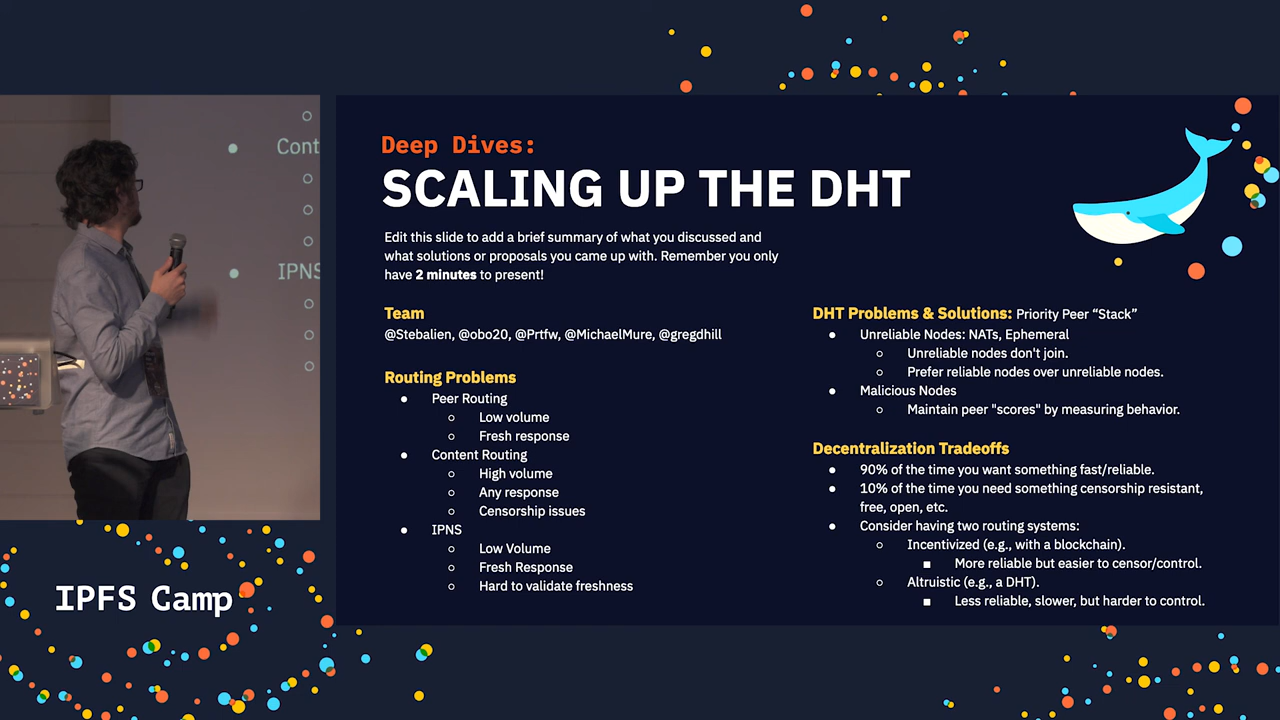 Cont
IPNS
IPFS Camp
Deep Dives:
SCALING UP THE DHT
Edit this slide to add a brief summary of what you discussed and
what solutions or proposals you came up with. Remember you only
have 2 minutes to present!
Team
@Stebalien, @obo20, @Prtfw, @MichaelMure, @gregdhill
Routing Problems
Peer Routing
Low volume
Fresh response
Content Routing
High volume
Any response
Censorship issues
IPNS
Low Volume
Fresh Response
Hard to validate freshness
DHT Problems & Solutions: Priority Peer “Stack”
Unreliable Nodes: NATs, Ephemeral
Unreliable nodes don't join.
Prefer reliable nodes over unreliable nodes.
Malicious Nodes
Maintain peer "scores" by measuring behavior.
Decentralization Tradeoffs
90% of the time you want something fast/reliable.
10% of the time you need something censorship resistant,
free, open, etc.
Consider having two routing systems:
Incentivized (e.g., with a blockchain).
More reliable but easier to censor/control.
Altruistic (e.g., a DHT).
Less reliable, slower, but harder to control.